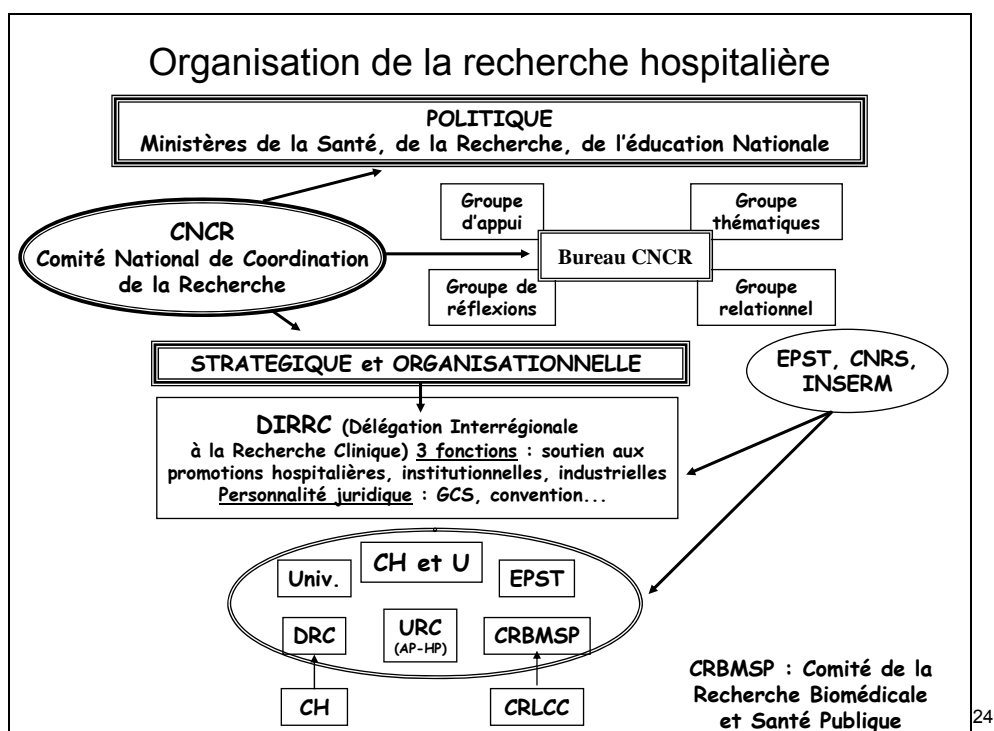 Organisation de la recherche hospitalière
POLITIQUE
Ministères de la Santé, de la Recherche, de l'éducation Nationale
CNCR
Comité National de Coordination
de la Recherche
Groupe
d'appui
Groupe
thématiques
Bureau CNCR
Groupe de
réflexions
Groupe
relationnel
STRATEGIQUE et ORGANISATIONNELLE
EPST, CNRS,
INSERM
DIRRC (Délégation Interrégionale
à la Recherche Clinique) 3 fonctions : soutien aux
promotions hospitalières, institutionnelles, industrielles
Personnalité juridique : GCS, convention...
Univ.
CH et U
EPST
DRC
URC
(AP-HP)
CRBMSP
CH
CRLCC
CRBMSP : Comité de la
Recherche Biomédicale
et Santé Publique
24